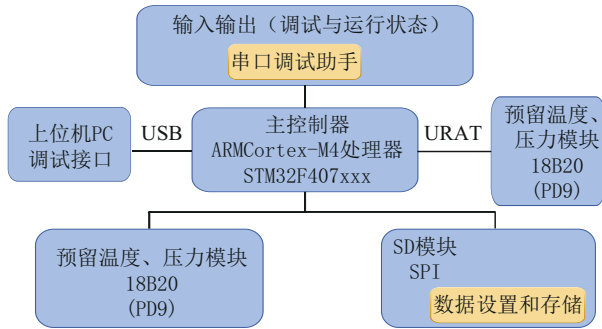 输入输出（调试与运行状态）
串口调试助手
上位机PC
调试接口
USB
主控制器
ARMCortex-M4处理器
STM32F407xxx
URAT
预留温度、
压力模块
18B20
(PD9)
预留温度、压力模块
18B20
(PD9)
SD模块
SPI
数据设置和存储